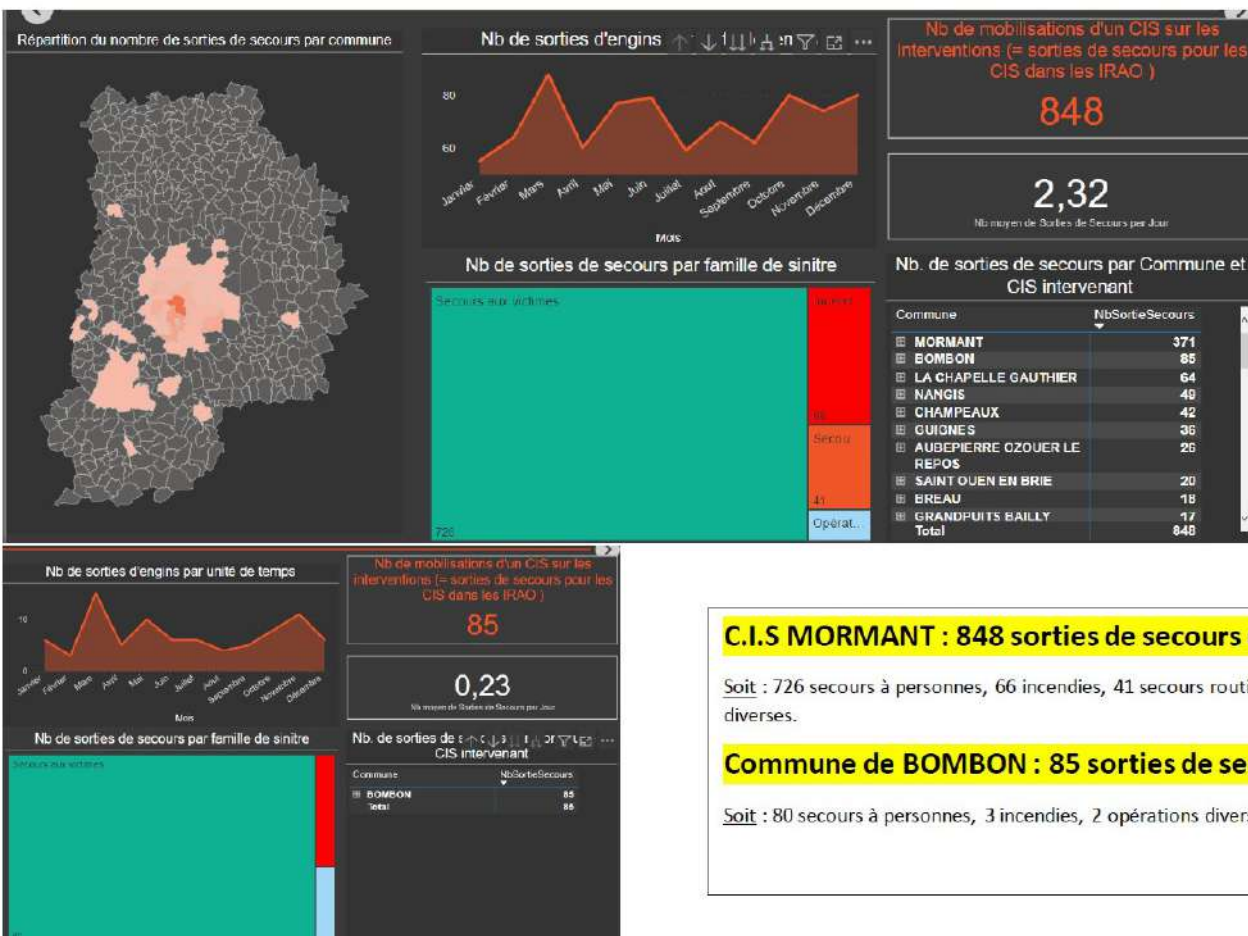 Répartition du nombre de sorties de secours par commune
Nb de sorties d'engins
80
60
Janvier
Février
Mars
Avril
Mai
Juin
Juillet
Aout
Septembre
Octobre
Novembre
Décembre
Mois
Nb de mobilisations d'un CIS sur les
interventions (= sorties de secours pour les
CIS dans les IRAO )
848
2,32
Nb moyen de Sorties de Secours par Jour
Nb de sorties de secours par famille de sinitre
Secours aux victimes
726
Secou
41
Opérat...
Nb. de sorties de secours par Commune et
CIS intervenant
Commune NbSortieSecours
MORMANT 371
BOMBON 85
LA CHAPELLE GAUTHIER 64
NANGIS 49
CHAMPEAUX 42
GUIGNES 36
AUBEPIERRE OZOUER LE 26
REPOS
SAINT OUEN EN BRIE 20
BREAU 18
GRANDPUITS BAILLY 17
Total 848
Nb de sorties d'engins par unité de temps
10
0
Janvier
Février
Mars
Avril
Mai
Juin
Juillet
Aout
Septembre
Octobre
Novembre
Décembre
Mois
Nb de mobilisations d'un CIS sur les
interventions (= sorties de secours pour les
CIS dans les IRAO )
85
0,23
Nb moyen de Sorties de Secours par Jour
Nb de sorties de secours par famille de sinitre
Secours aux victimes
Nb. de sorties de
CIS intervenant
Commune NbSortieSecours
BOMBON 85
Total 85
C.I.S MORMANT : 848 sorties de secours
Soit : 726 secours à personnes, 66 incendies, 41 secours routi
diverses.
Commune de BOMBON : 85 sorties de se
Soit : 80 secours à personnes, 3 incendies, 2 opérations divers